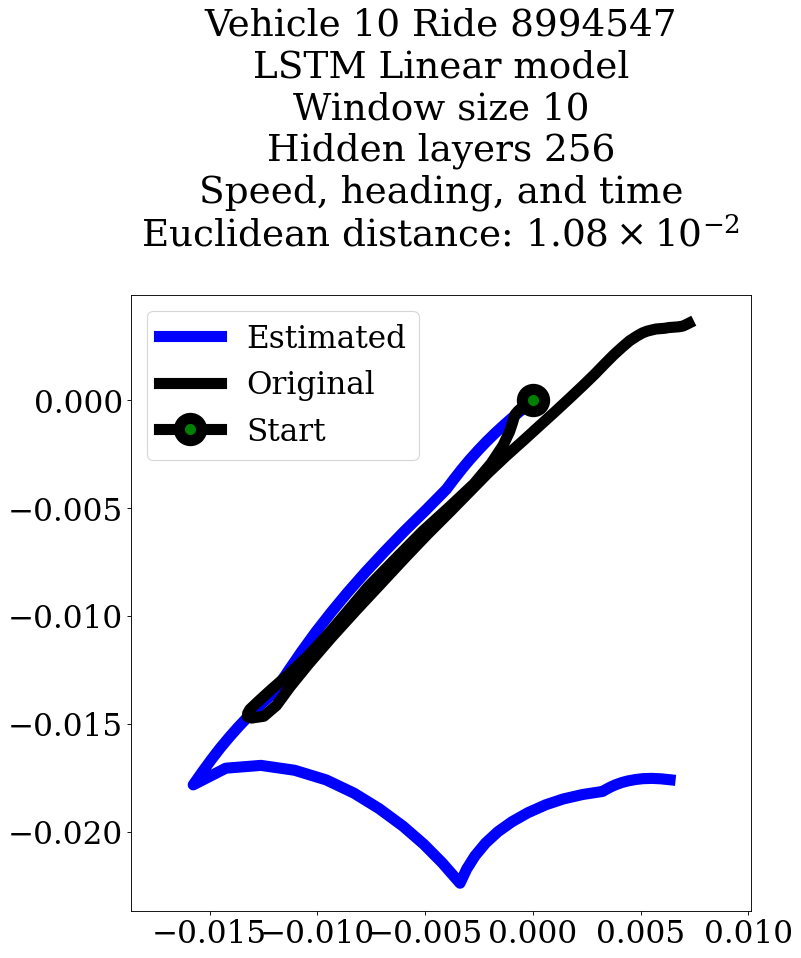 Vehicle 10 Ride 8994547
LSTM Linear model
Window size 10
Hidden layers 256
Speed, heading, and time
Euclidean distance: 1.08 × 10⁻²
Estimated
Original
Start
0.000
−0.005
−0.010
−0.015
−0.020
−0.015 −0.010 −0.005 0.000 0.005 0.010